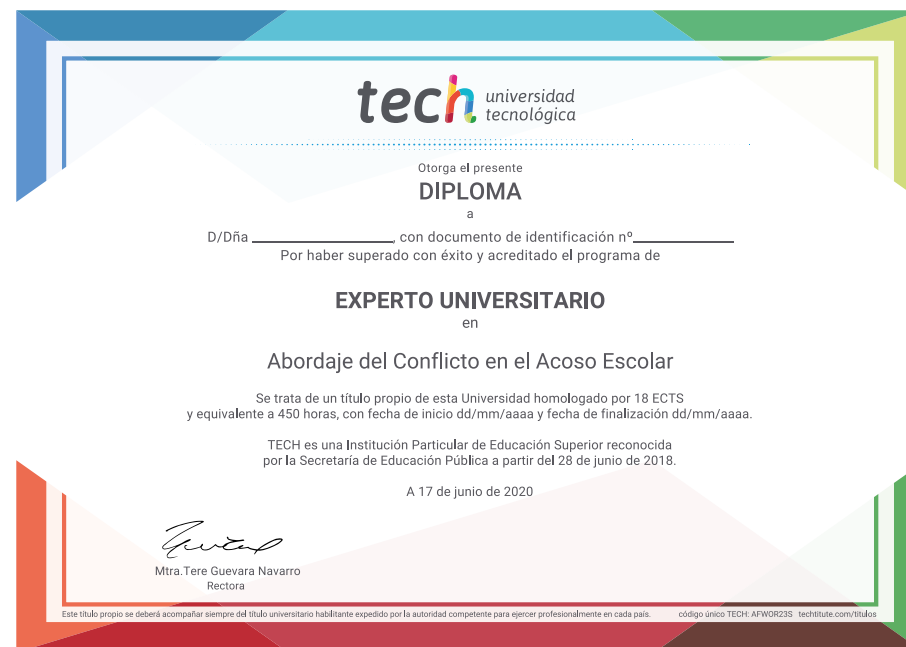 tech universidad
tecnológica
Otorga el presente
DIPLOMA
a
D/Dña ____________________, con documento de identificación nº______________
Por haber superado con éxito y acreditado el programa de
EXPERTO UNIVERSITARIO
en
Abordaje del Conflicto en el Acoso Escolar
Se trata de un título propio de esta Universidad homologado por 18 ECTS
y equivalente a 450 horas, con fecha de inicio dd/mm/aaaa y fecha de finalización dd/mm/aaaa.
TECH es una Institución Particular de Educación Superior reconocida
por la Secretaría de Educación Pública a partir del 28 de junio de 2018.
A 17 de junio de 2020
Mtra.Tere Guevara Navarro
Rectora
Este título propio se deberá acompañar siempre del título universitario habilitante expedido por la autoridad competente para ejercer profesionalmente en cada país. código único TECH: AFWOR23S techtitute.com/titulos